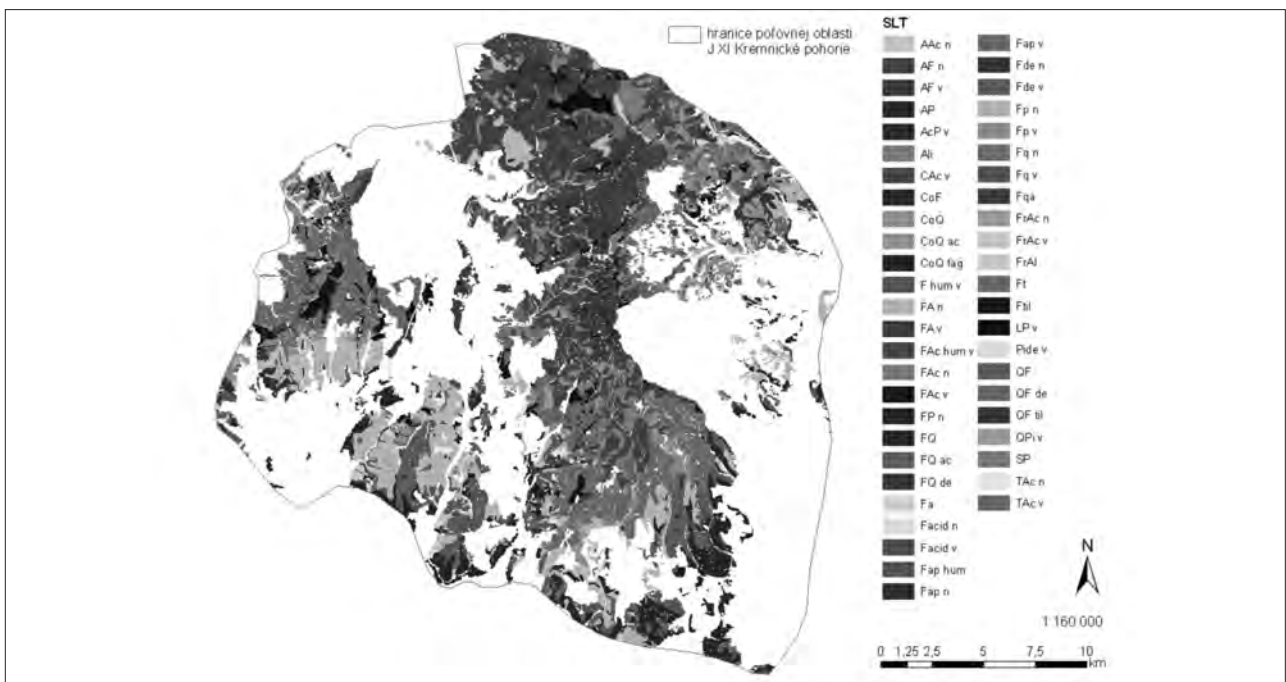 hranice poľovnej oblasti
J XI Kremnické pohorie
SLT
AAc n
AF n
AF v
AP
AcP v
Ali
CAc v
CoF
CoQ
CoQ ac
CoQ fag
F hum v
FA n
FA v
FAc hum v
FAc n
FAc v
FP n
FQ
FQ ac
FQ de
Fa
Facid n
Facid v
Fap hum
Fap n
Fap v
Fde n
Fde v
Fp n
Fp v
Fq n
Fq v
Fqa
FrAc n
FrAc v
FrAl
Ft
Ftil
LP v
Pide v
QF
QF de
QF til
QPi v
SP
TAc n
TAc v
N
1:160 000
0 1,25 2,5 5 7,5 10
km